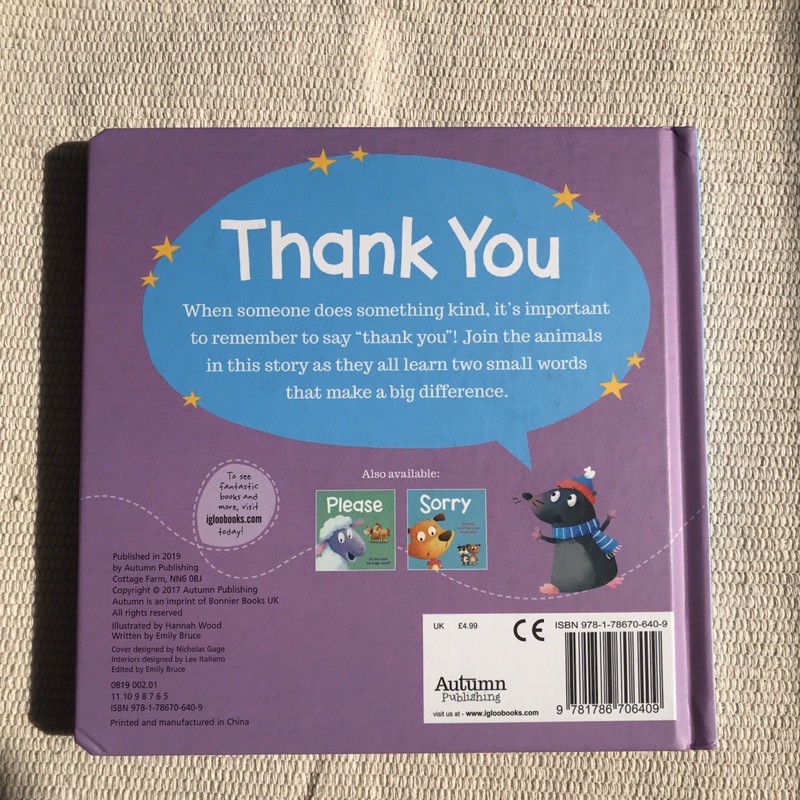 Thank You
When someone does something kind, it's important
to remember to say "thank you"! Join the animals
in this story as they all learn two small words
that make a big difference.
Also available:
Please
Sorry
To see
fantastic
books and
more, visit
igloobooks.com
today!
Published in 2019
by Autumn Publishing
Cottage Farm, NN6 0BJ
Copyright © 2017 Autumn Publishing
Autumn is an imprint of Bonnier Books UK
All rights reserved
Illustrated by Hannah Wood
Written by Emily Bruce
Cover designed by Nicholas Gage
Interiors designed by Lee Italiano
Edited by Emily Bruce
0819 002.01
11 10 9 8 7 6 5
ISBN 978-1-78670-640-9
Printed and manufactured in China
UK £4.99
CE
ISBN 978-1-78670-640-9
Autumn
Publishing
visit us at - www.igloobooks.com
9 781786 706409